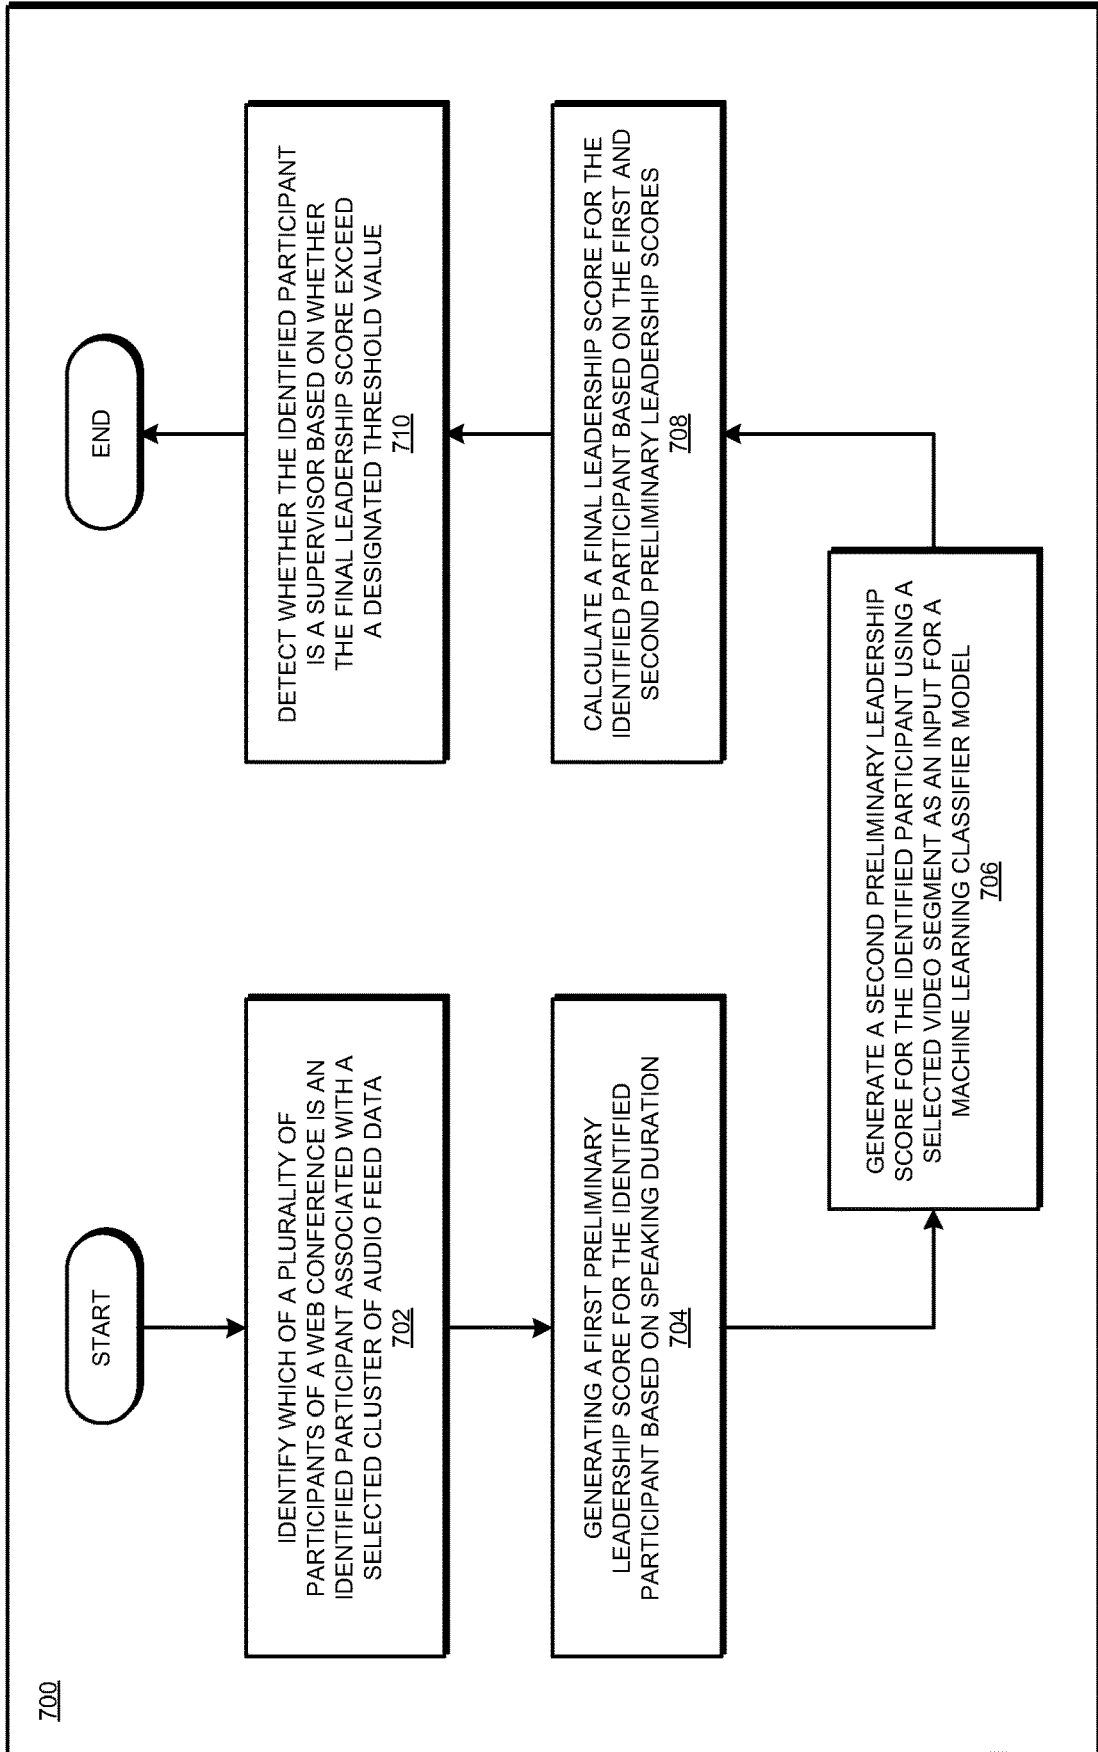 700
START
IDENTIFY WHICH OF A PLURALITY OF
PARTICIPANTS OF A WEB CONFERENCE IS AN
IDENTIFIED PARTICIPANT ASSOCIATED WITH A
SELECTED CLUSTER OF AUDIO FEED DATA
702
GENERATING A FIRST PRELIMINARY
LEADERSHIP SCORE FOR THE IDENTIFIED
PARTICIPANT BASED ON SPEAKING DURATION
704
GENERATE A SECOND PRELIMINARY LEADERSHIP
SCORE FOR THE IDENTIFIED PARTICIPANT USING A
SELECTED VIDEO SEGMENT AS AN INPUT FOR A
MACHINE LEARNING CLASSIFIER MODEL
706
CALCULATE A FINAL LEADERSHIP SCORE FOR THE
IDENTIFIED PARTICIPANT BASED ON THE FIRST AND
SECOND PRELIMINARY LEADERSHIP SCORES
708
DETECT WHETHER THE IDENTIFIED PARTICIPANT
IS A SUPERVISOR BASED ON WHETHER
THE FINAL LEADERSHIP SCORE EXCEED
A DESIGNATED THRESHOLD VALUE
710
END